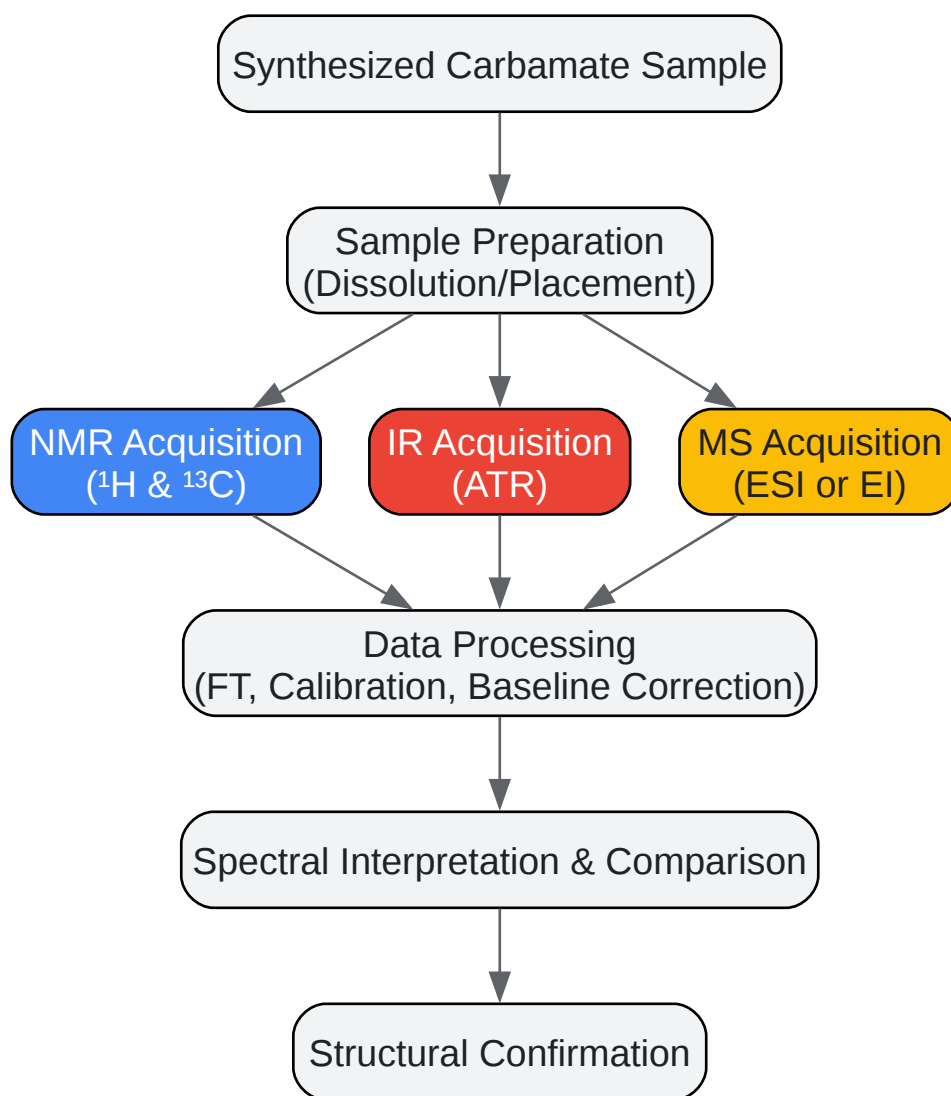 Synthesized Carbamate Sample
Sample Preparation
(Dissolution/Placement)
NMR Acquisition
(¹H & ¹³C)
IR Acquisition
(ATR)
MS Acquisition
(ESI or EI)
Data Processing
(FT, Calibration, Baseline Correction)
Spectral Interpretation & Comparison
Structural Confirmation